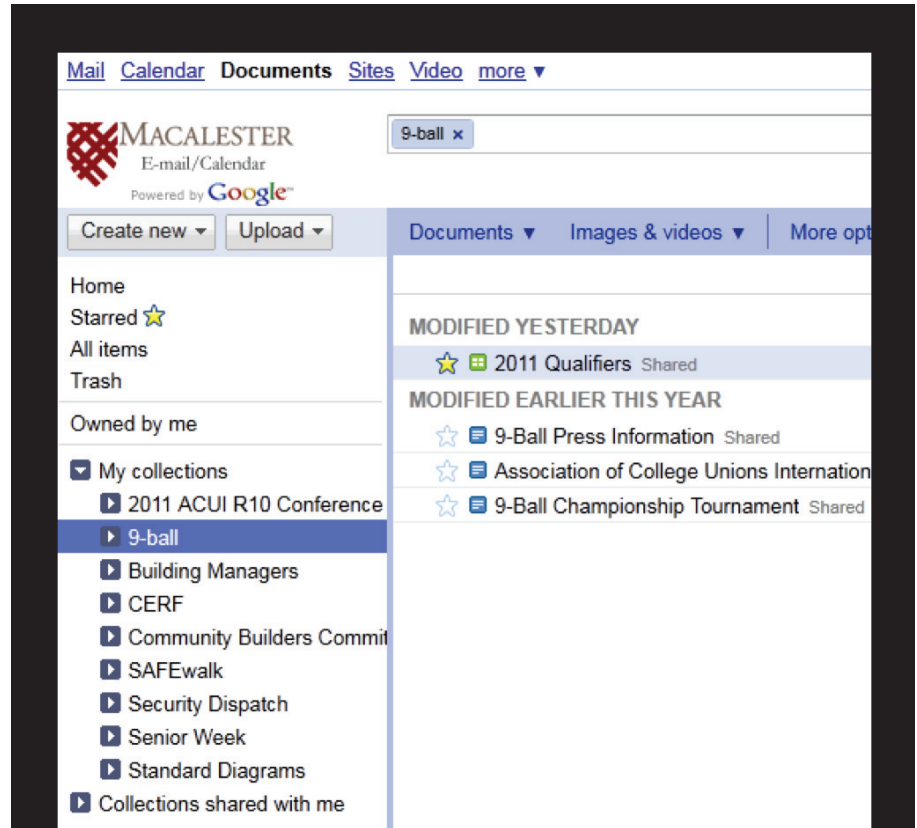 Mail Calendar Documents Sites Video more ▼
MACALESTER
E-mail/Calendar
Powered by Google™
9-ball ×
Create new ▾ Upload ▾
Documents ▼ Images & videos ▼ More opt
Home
Starred
All items
Trash
Owned by me
My collections
2011 ACUI R10 Conference
9-ball
Building Managers
CERF
Community Builders Commit
SAFEwalk
Security Dispatch
Senior Week
Standard Diagrams
Collections shared with me
MODIFIED YESTERDAY
2011 Qualifiers Shared
MODIFIED EARLIER THIS YEAR
9-Ball Press Information Shared
Association of College Unions Internation
9-Ball Championship Tournament Shared